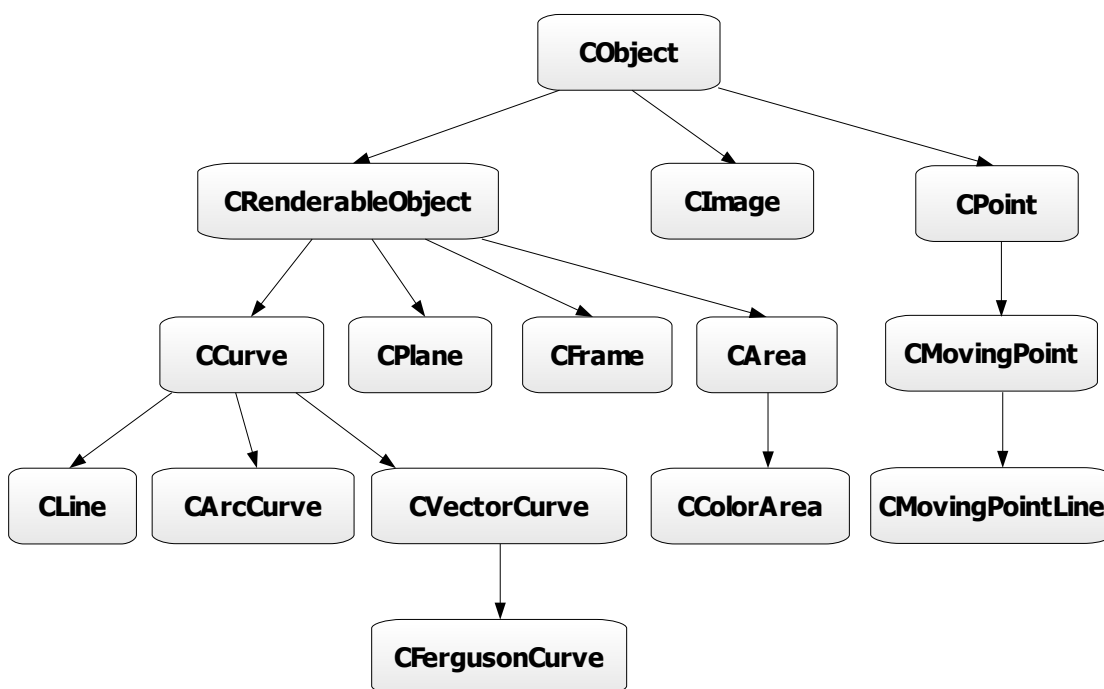 CObject
CRenderableObject
CImage
CPoint
CCurve
CPlane
CFrame
CArea
CMovingPoint
CLine
CArcCurve
CVectorCurve
CColorArea
CMovingPointLine
CFergusonCurve